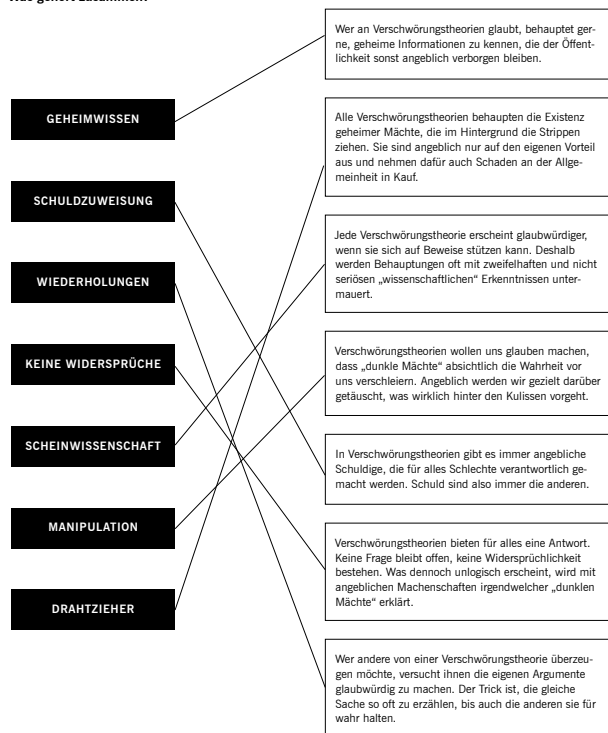 Wer an Verschwörungstheorien glaubt, behauptet ger-
ne, geheime Informationen zu kennen, die der Öffent-
lichkeit sonst angeblich verborgen bleiben.
GEHEIMWISSEN
Alle Verschwörungstheorien behaupten die Existenz
geheimer Mächte, die im Hintergrund die Strippen
ziehen. Sie sind angeblich nur auf den eigenen Vorteil
aus und nehmen dafür auch Schaden an der Allge-
meinheit in Kauf.
SCHULDZUWEISUNG
Jede Verschwörungstheorie erscheint glaubwürdiger,
wenn sie sich auf Beweise stützen kann. Deshalb
werden Behauptungen oft mit zweifelhaften und nicht
seriösen „wissenschaftlichen“ Erkenntnissen unter-
mauert.
WIEDERHOLUNGEN
KEINE WIDERSPRÜCHE
Verschwörungstheorien wollen uns glauben machen,
dass „dunkle Mächte“ absichtlich die Wahrheit vor
uns verschleiern. Angeblich werden wir gezielt darüber
getäuscht, was wirklich hinter den Kulissen vorgeht.
SCHEINWISSENSCHAFT
In Verschwörungstheorien gibt es immer angebliche
Schuldige, die für alles Schlechte verantwortlich ge-
macht werden. Schuld sind also immer die anderen.
MANIPULATION
Verschwörungstheorien bieten für alles eine Antwort.
Keine Frage bleibt offen, keine Widersprüchlichkeit
bestehen. Was dennoch unlogisch erscheint, wird mit
angeblichen Machenschaften irgendwelcher „dunklen
Mächte“ erklärt.
DRAHTZIEHER
Wer andere von einer Verschwörungstheorie überzeu-
gen möchte, versucht ihnen die eigenen Argumente
glaubwürdig zu machen. Der Trick ist, die gleiche
Sache so oft zu erzählen, bis auch die anderen sie für
wahr halten.